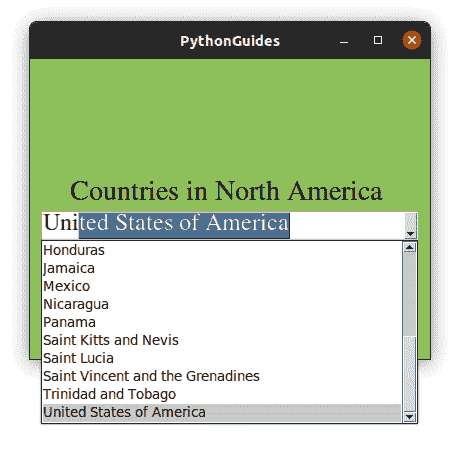 PythonGuides
Countries in North America
United States of America
Honduras
Jamaica
Mexico
Nicaragua
Panama
Saint Kitts and Nevis
Saint Lucia
Saint Vincent and the Grenadines
Trinidad and Tobago
United States of America